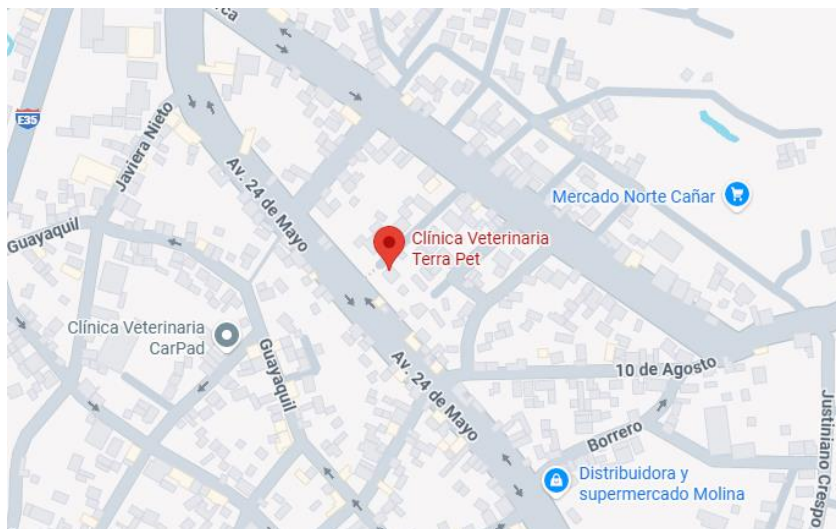 rca
E35
Javiera Nieto
Av. 24 de Mayo
Mercado Norte Cañar
Clínica Veterinaria
Terra Pet
Guayaquil
Clínica Veterinaria
CarPad
Guayaquil
Av. 24 de Mayo
10 de Agosto
Justiniano Crespo
Borrero
Distribuidora y
supermercado Molina